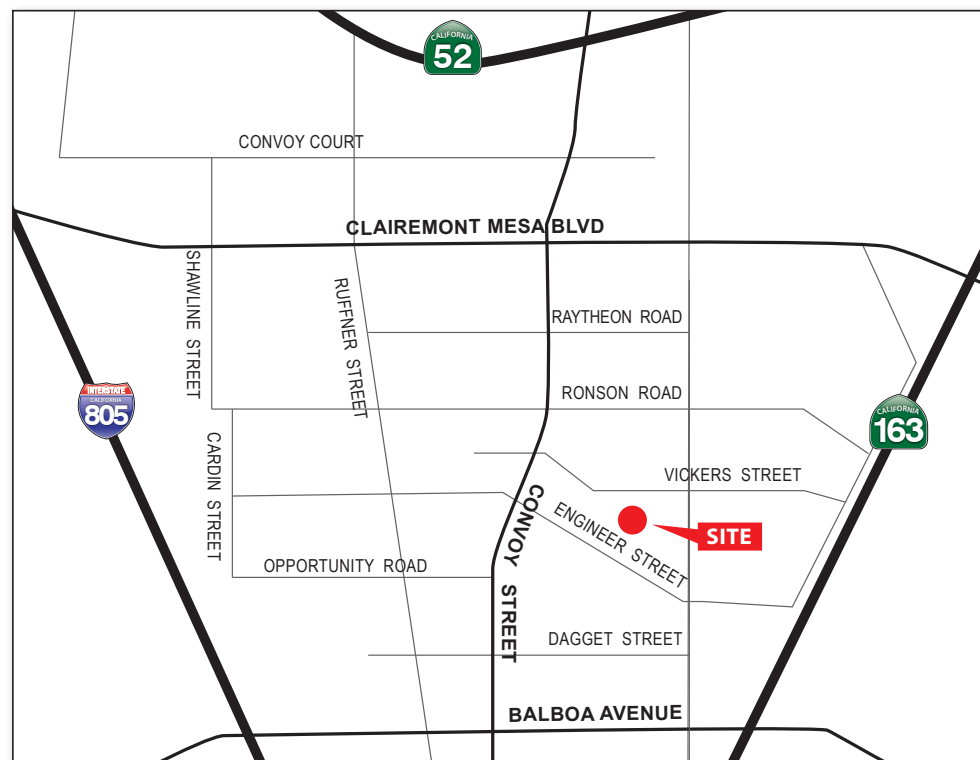 CALIFORNIA
52
CONVOY COURT
CLAIREMONT MESA BLVD
SHAWLINE STREET
RUFFNER STREET
RAYTHEON ROAD
RONSON ROAD
INTERSTATE
CALIFORNIA
805
CALIFORNIA
163
CARDIN STREET
VICKERS STREET
CONVOY STREET
ENGINEER STREET
SITE
OPPORTUNITY ROAD
DAGGET STREET
BALBOA AVENUE